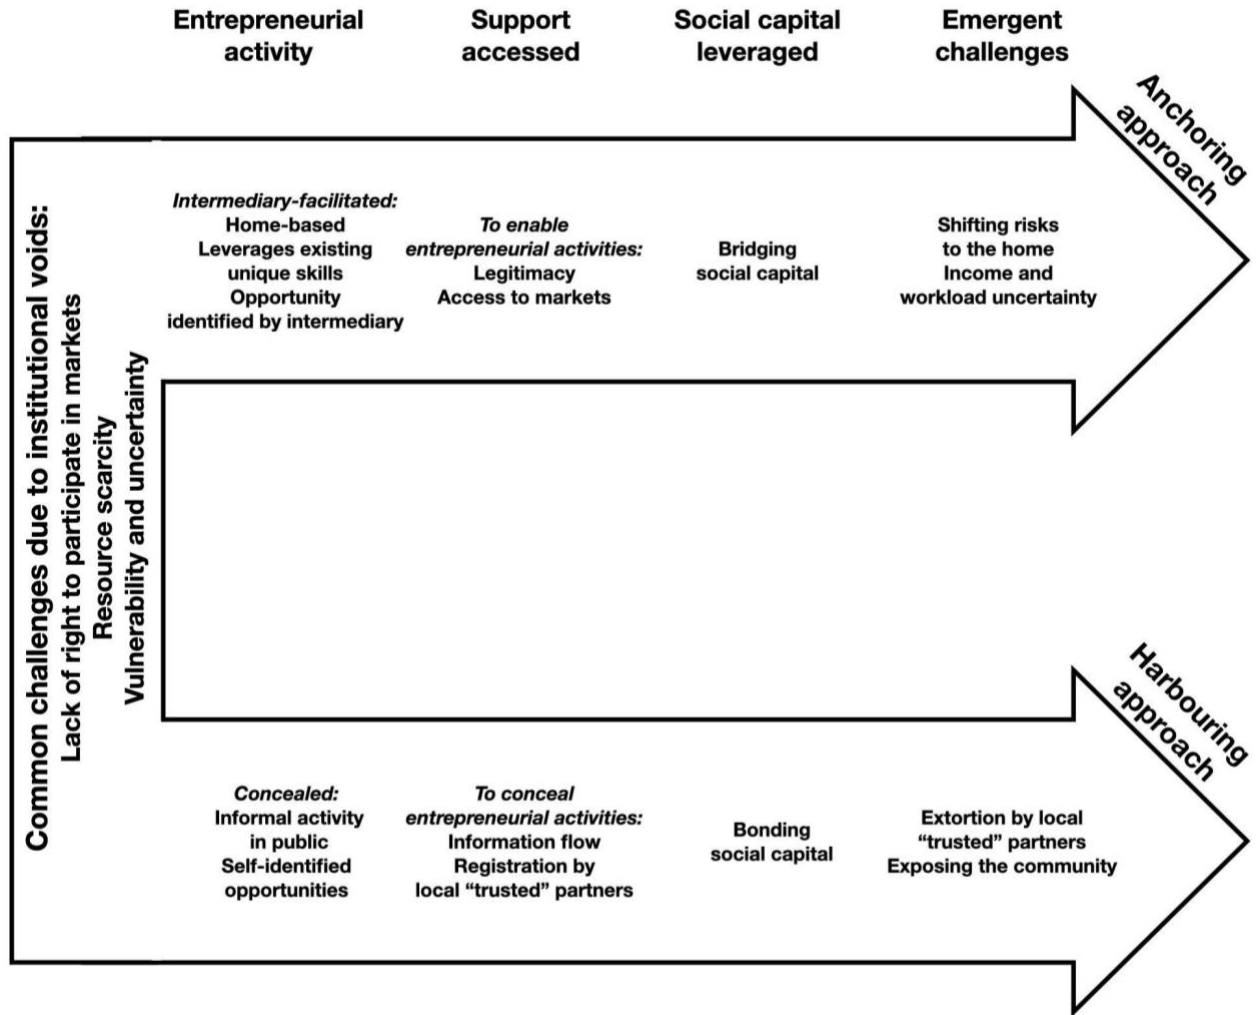 Entrepreneurial
activity
Support
accessed
Social capital
leveraged
Emergent
challenges
Anchoring
approach
Common challenges due to institutional voids:
Lack of right to participate in markets
Resource scarcity
Vulnerability and uncertainty
Intermediary-facilitated:
Home-based
Leverages existing
unique skills
Opportunity
identified by intermediary
To enable
entrepreneurial activities:
Legitimacy
Access to markets
Bridging
social capital
Shifting risks
to the home
Income and
workload uncertainty
Harbouring
approach
Concealed:
Informal activity
in public
Self-identified
opportunities
To conceal
entrepreneurial activities:
Information flow
Registration by
local “trusted” partners
Bonding
social capital
Extortion by local
“trusted” partners
Exposing the community